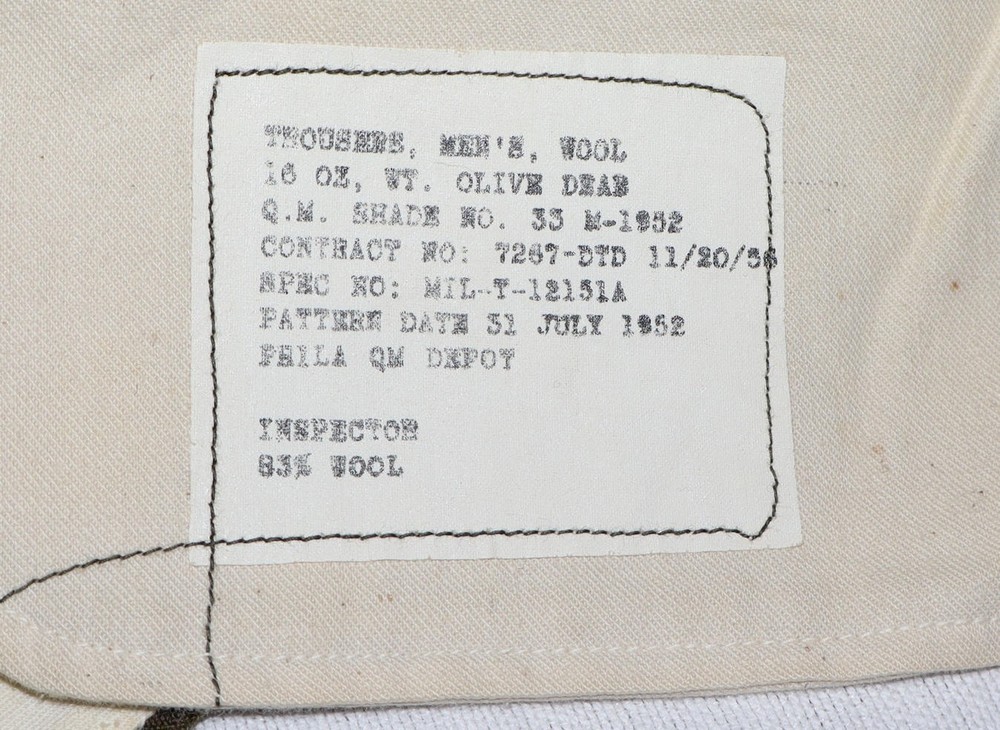 TROUSERS, MEN'S, WOOL
16 OZ, WT. OLIVE DRAB
Q.M. SHADE NO. 33 M-1952
CONTRACT NO: 7267-DTD 11/20/56
SPEC NO: MIL-T-12151A
PATTERN DATE 31 JULY 1952
PHILA QM DEPOT
INSPECTOR
83% WOOL